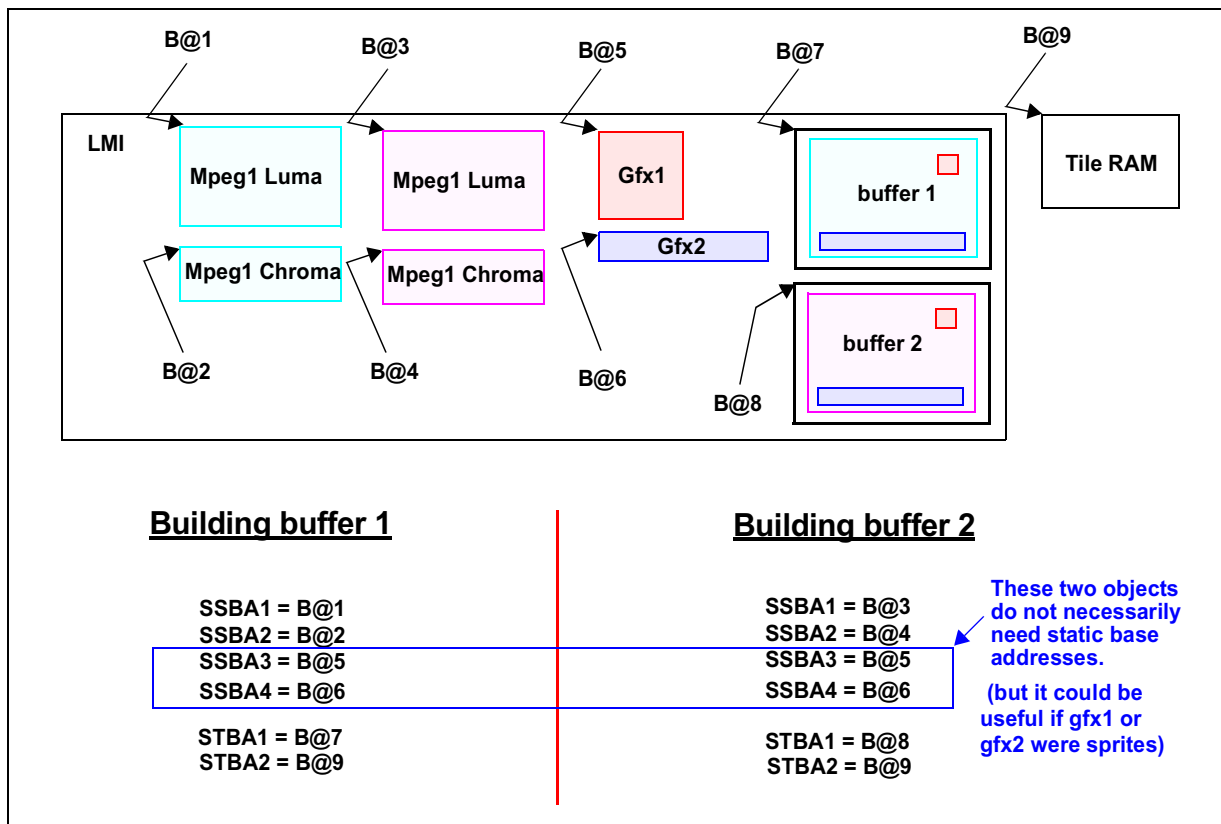 B@1
B@3
B@5
B@7
B@9
LMI
Mpeg1 Luma
Mpeg1 Luma
Gfx1
buffer 1
Tile RAM
Mpeg1 Chroma
Mpeg1 Chroma
Gfx2
buffer 2
B@2
B@4
B@6
B@8
Building buffer 1
SSBA1 = B@1
SSBA2 = B@2
SSBA3 = B@5
SSBA4 = B@6
STBA1 = B@7
STBA2 = B@9
Building buffer 2
SSBA1 = B@3
SSBA2 = B@4
SSBA3 = B@5
SSBA4 = B@6
STBA1 = B@8
STBA2 = B@9
These two objects
do not necessarily
need static base
addresses.
(but it could be
useful if gfx1 or
gfx2 were sprites)